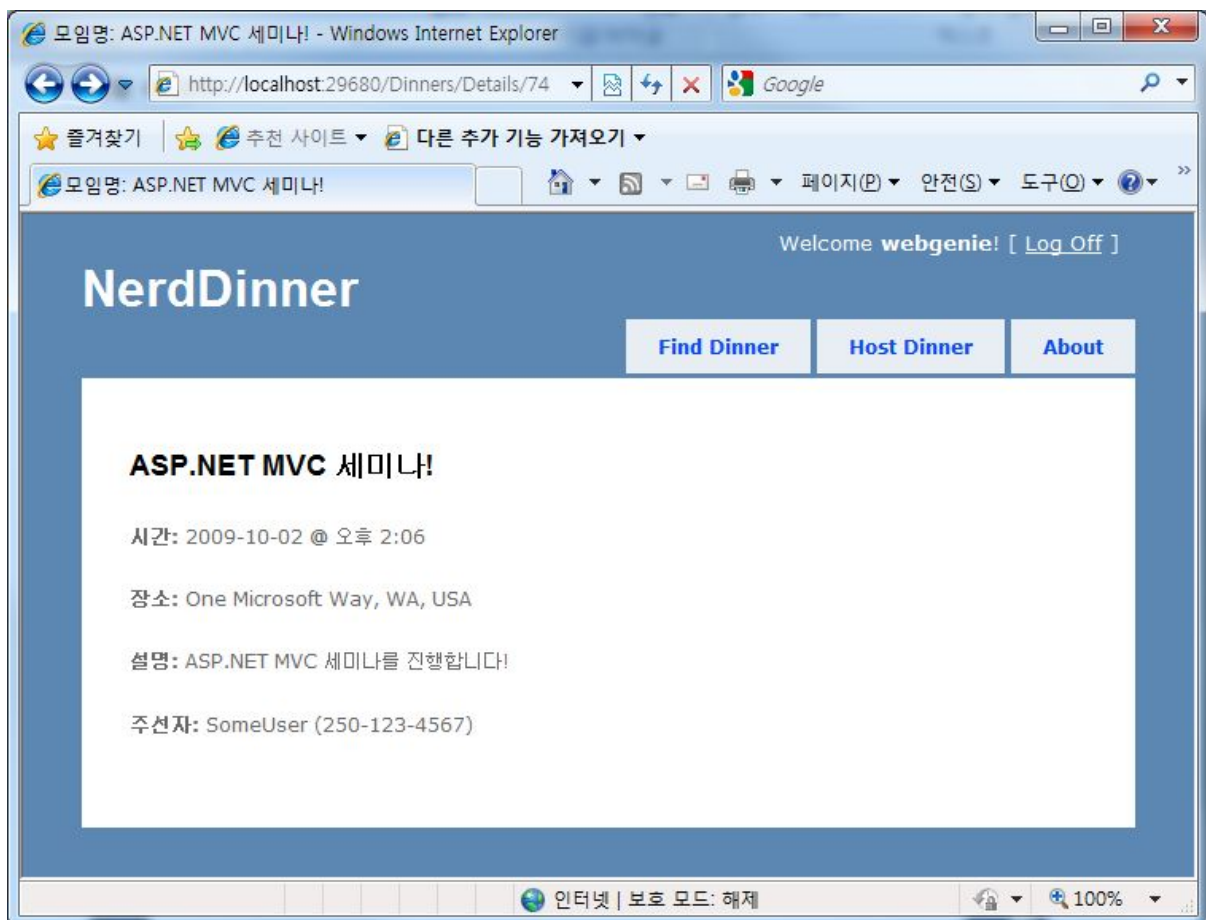 모임명: ASP.NET MVC 세미나! - Windows Internet Explorer
http://localhost:29680/Dinners/Details/74
Google
즐겨찾기
추천 사이트
다른 추가 기능 가져오기
모임명: ASP.NET MVC 세미나!
페이지(P)
안전(S)
도구(O)
Welcome webgenie! [ Log Off ]
NerdDinner
Find Dinner
Host Dinner
About
ASP.NET MVC 세미나!
시간: 2009-10-02 @ 오후 2:06
장소: One Microsoft Way, WA, USA
설명: ASP.NET MVC 세미나를 진행합니다!
주선자: SomeUser (250-123-4567)
인터넷 | 보호 모드: 해제
100%